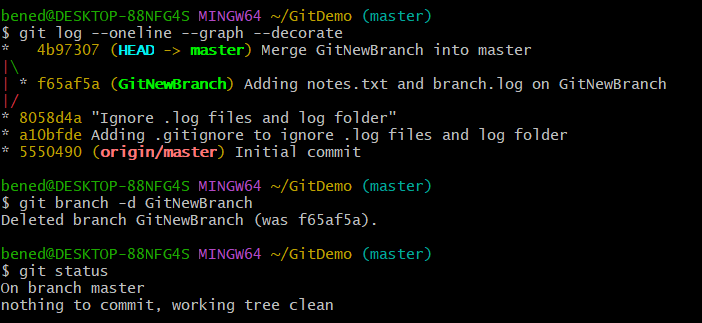 bened@DESKTOP-88NFG4S MINGW64 ~/GitDemo (master)
$ git log --oneline --graph --decorate
*   4b97307 (HEAD -> master) Merge GitNewBranch into master
|\
| * f65af5a (GitNewBranch) Adding notes.txt and branch.log on GitNewBranch
|/
* 8058d4a "Ignore .log files and log folder"
* a10bfde Adding .gitignore to ignore .log files and log folder
* 5550490 (origin/master) Initial commit
bened@DESKTOP-88NFG4S MINGW64 ~/GitDemo (master)
$ git branch -d GitNewBranch
Deleted branch GitNewBranch (was f65af5a).
bened@DESKTOP-88NFG4S MINGW64 ~/GitDemo (master)
$ git status
On branch master
nothing to commit, working tree clean